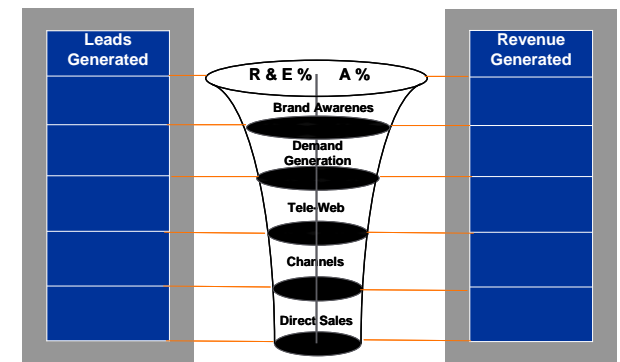 Leads
Generated
R & E %
A %
Revenue
Generated
Brand Awarenes
Demand
Generation
Tele-Web
Channels
Direct Sales